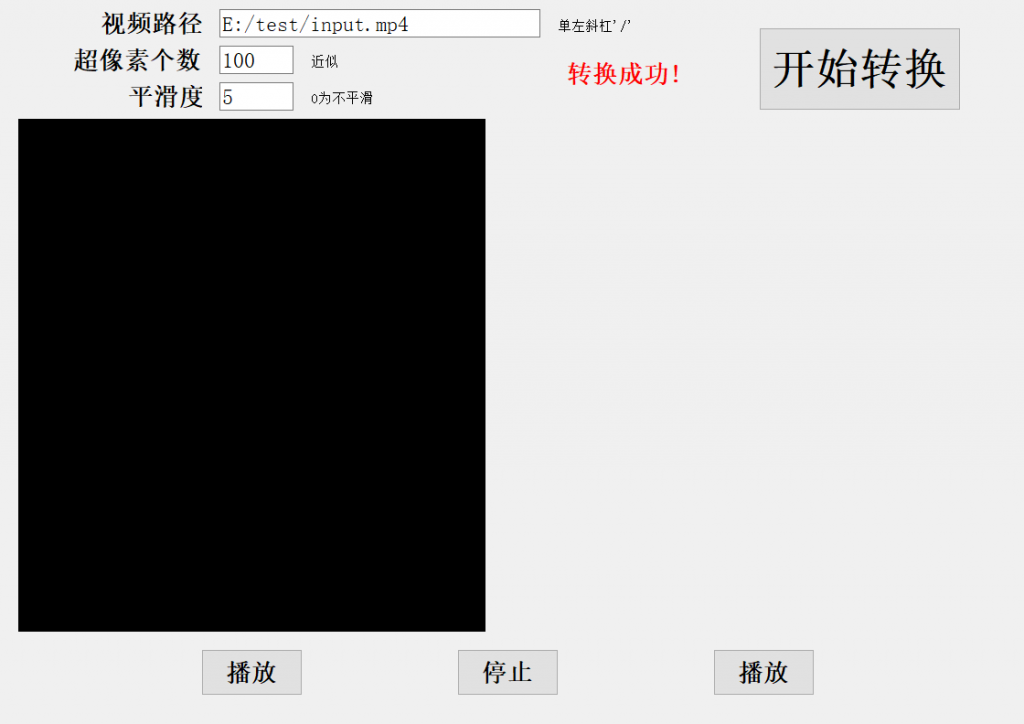 视频路径 E:/test/input.mp4 单左斜杠'/'
超像素个数 100 近似
转换成功!
开始转换
平滑度 5 0为不平滑
播放 停止 播放